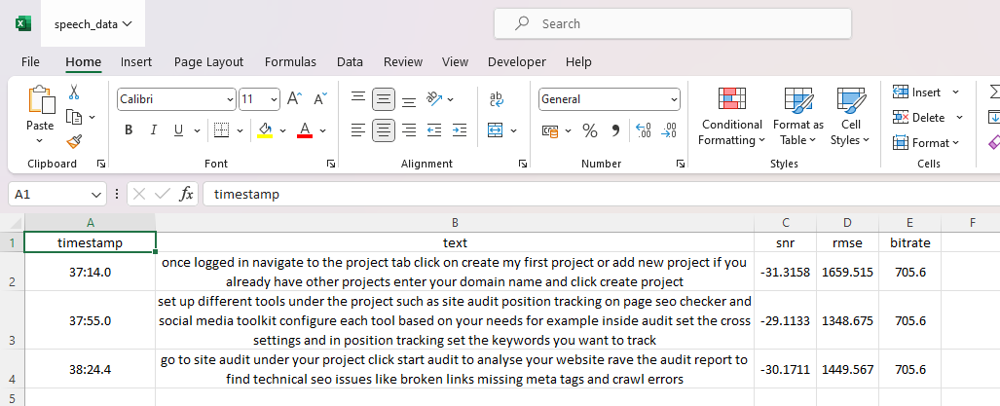 speech_data
Search
File Home Insert Page Layout Formulas Data Review View Developer Help
Paste
Clipboard
Calibri 11
B I U
Font
ab
Alignment
General
Number
Conditional Formatting
Format as Table
Cell Styles
Styles
Insert
Delete
Format
Cells
A1 fx timestamp
A B C D E F
1 timestamp text snr rmse bitrate
once logged in navigate to the project tab click on create my first project or add new project if you
2 37:14.0 already have other projects enter your domain name and click create project -31.3158 1659.515 705.6
set up different tools under the project such as site audit position tracking on page seo checker and
37:55.0 social media toolkit configure each tool based on your needs for example inside audit set the cross -29.1133 1348.675 705.6
3 settings and in position tracking set the keywords you want to track
go to site audit under your project click start audit to analyse your website rave the audit report to
4 38:24.4 find technical seo issues like broken links missing meta tags and crawl errors -30.1711 1449.567 705.6
5